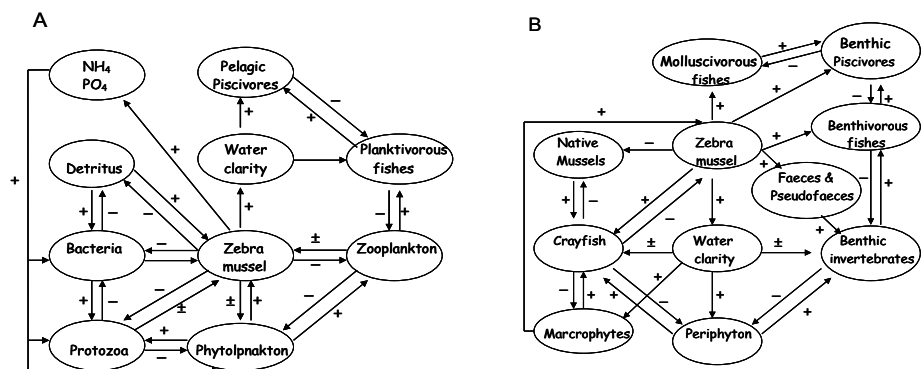 A
NH4
PO4
Pelagic
Piscivores
Detritus
Water
clarity
Planktivorous
fishes
Bacteria
Zebra
mussel
Zooplankton
Protozoa
Phytolpnakton
+
+
+
−
+
+
+
−
−
+
+
−
−
+
±
−
−
+
+
−
−
±
±
+
−
+
+
−
B
Molluscivorous
fishes
Benthic
Piscivores
Native
Mussels
Zebra
mussel
Benthivorous
fishes
Faeces &
Pseudofaeces
Crayfish
Water
clarity
Benthic
invertebrates
Marcrophytes
Periphyton
+
−
+
+
+
−
+
−
+
+
+
−
+
−
+
−
+
+
±
±
−
+
+
−
+
+
−
+